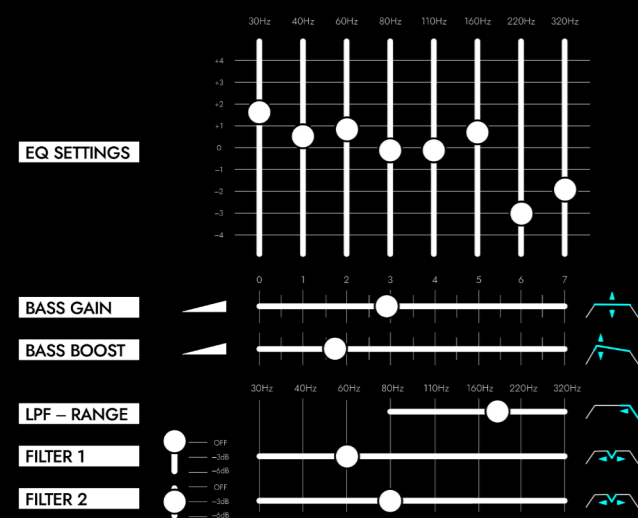 30Hz 40Hz 60Hz 80Hz 110Hz 160Hz 220Hz 320Hz
+4
+3
+2
+1
EQ SETTINGS
0
−1
−2
−3
−4
0 1 2 3 4 5 6 7
BASS GAIN
BASS BOOST
30Hz 40Hz 60Hz 80Hz 110Hz 160Hz 220Hz 320Hz
LPF – RANGE
OFF
FILTER 1 −3dB
−6dB
OFF
FILTER 2 −3dB
−6dB